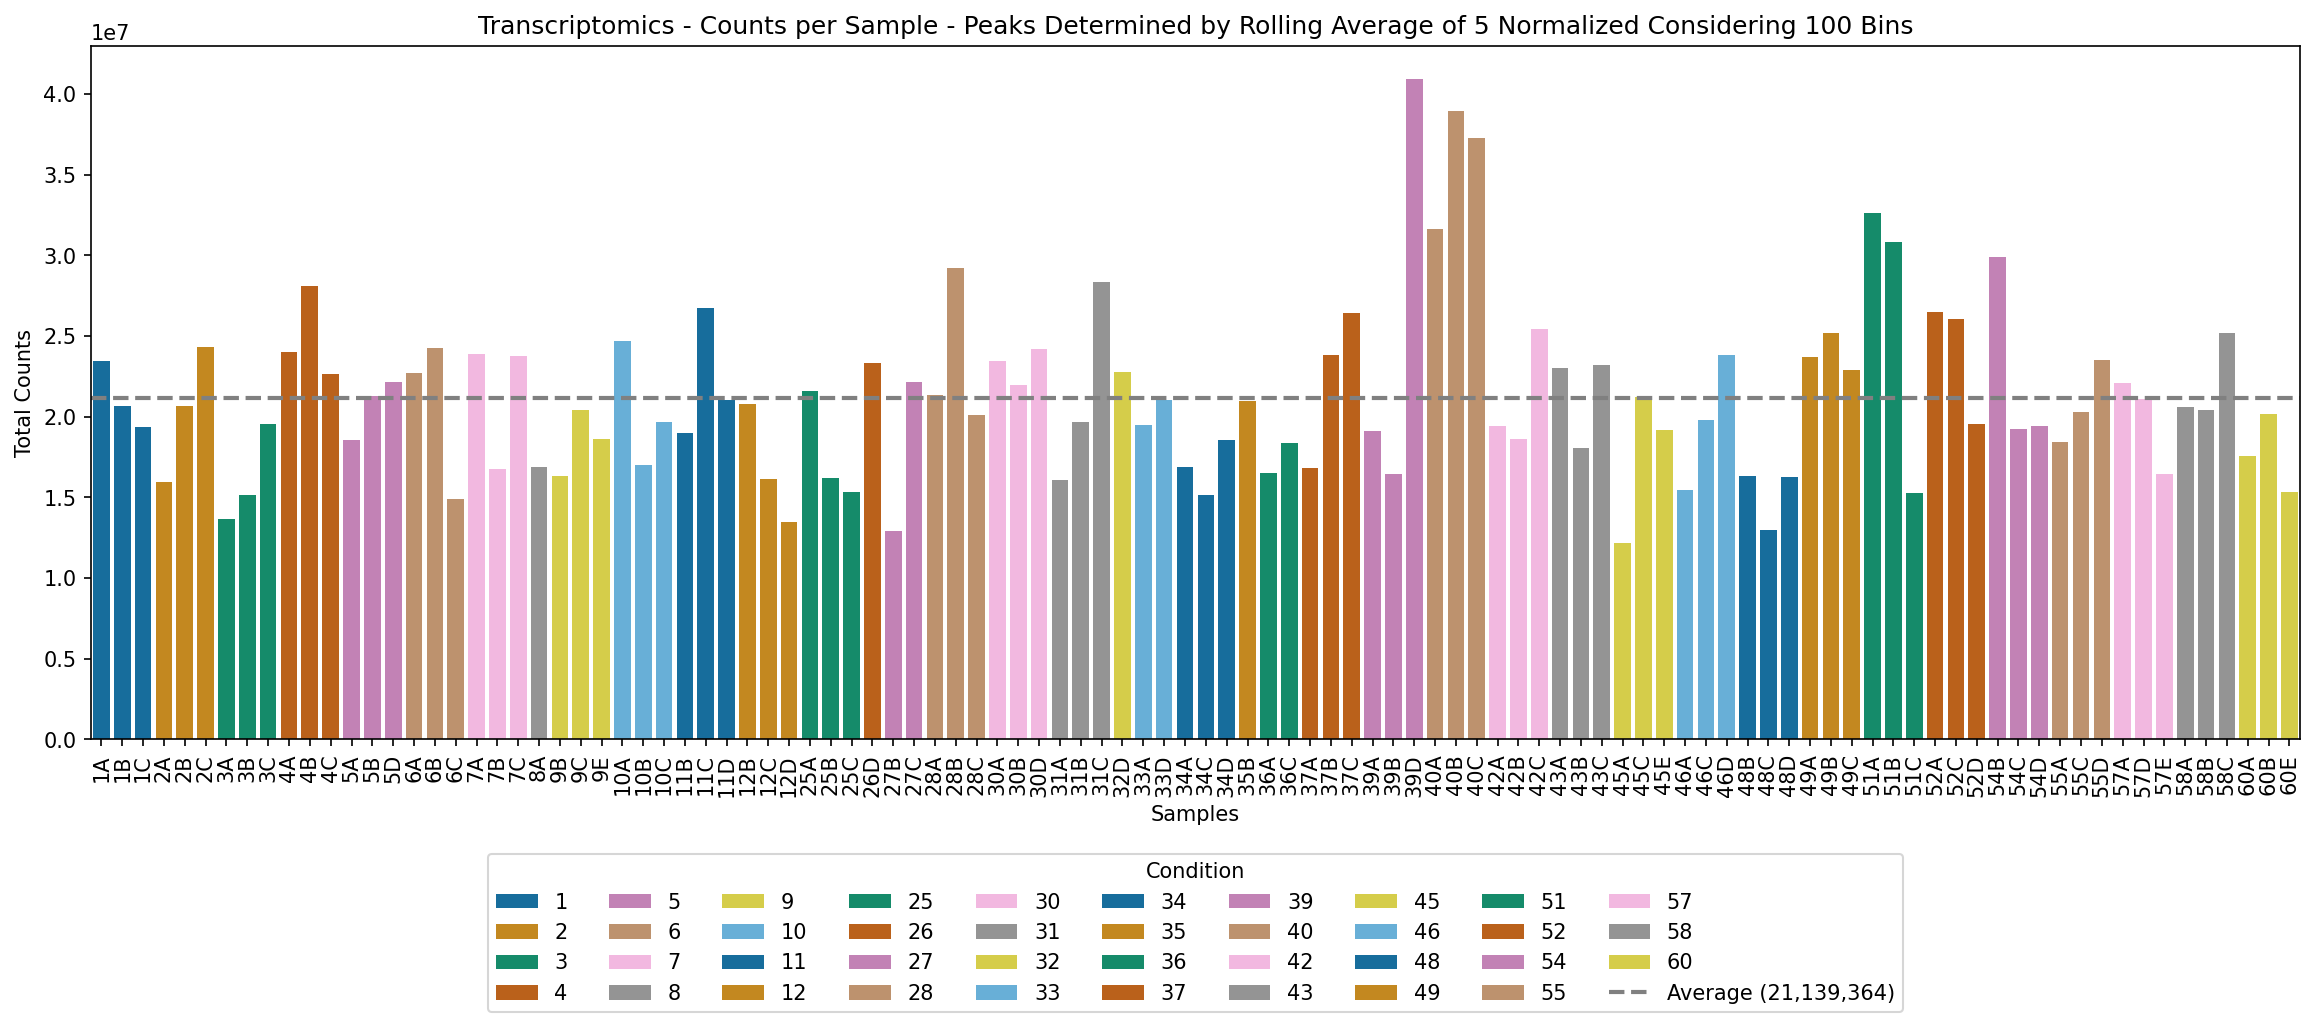 Transcriptomics - Counts per Sample - Peaks Determined by Rolling Average of 5 Normalized Considering 100 Bins
1e7
4.0
3.5
3.0
2.5
2.0
1.5
1.0
0.5
0.0
Total Counts
1A 1B 1C 2A 2B 2C 3A 3B 3C 4A 4B 4C 5A 5B 5D 6A 6B 6C 7A 7B 7C 8A 9B 9C 9E 10A 10B 10C 11B 11C 11D 12B 12C 12D 25A 25B 25C 26D 27B 27C 28A 28B 28C 30A 30B 30D 31A 31B 31C 32D 33A 33D 34A 34C 34D 35B 36A 36C 37A 37B 37C 39A 39B 39D 40A 40B 40C 42A 42B 42C 43A 43B 43C 45A 45C 45E 46A 46C 46D 48B 48C 48D 49A 49B 49C 51A 51B 51C 52A 52C 52D 54B 54C 54D 55A 55C 55D 57A 57D 57E 58A 58B 58C 60A 60B 60E
Samples
Condition
1 5 9 25 30 34 39 45 51 57
2 6 10 26 31 35 40 46 52 58
3 7 11 27 32 36 42 48 54 60
4 8 12 28 33 37 43 49 55 Average (21,139,364)